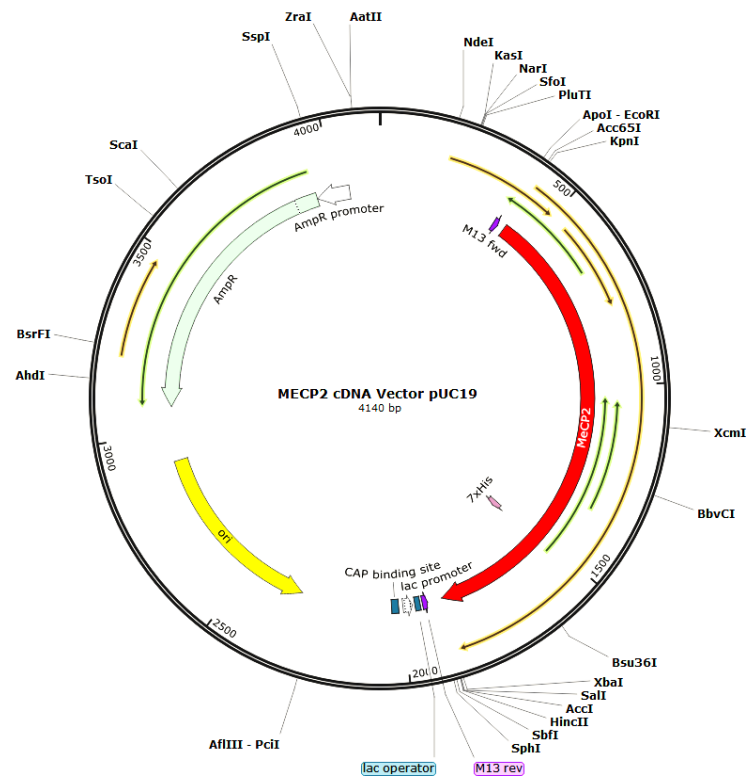 ZraI
AatII
SspI
NdeI
KasI
NarI
SfoI
PluTI
ApoI - EcoRI
Acc65I
KpnI
4000
500
ScaI
TsoI
AmpR promoter
M13 fwd
3500
AmpR
BsrFI
AhdI
1000
MECP2 cDNA Vector pUC19
4140 bp
MeCP2
XcmI
3000
7xHis
BbvCI
ori
CAP binding site
lac promoter
1500
2500
2000
Bsu36I
XbaI
SalI
AccI
HincII
SbfI
SphI
AflIII - PciI
lac operator
M13 rev